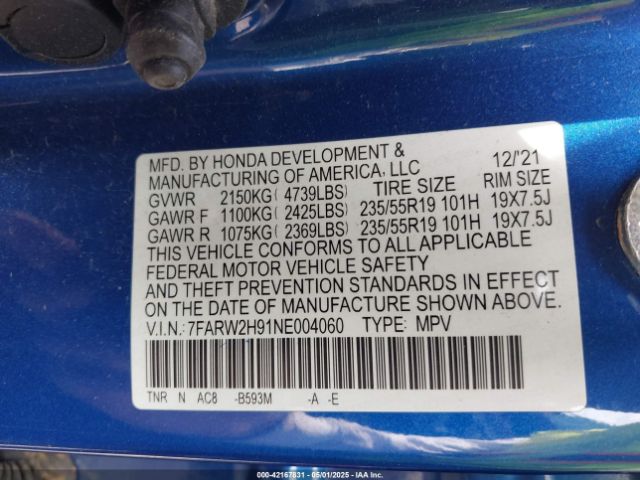 MFD. BY HONDA DEVELOPMENT & 12/'21
MANUFACTURING OF AMERICA, LLC
GVWR 2150KG( 4739LBS) TIRE SIZE RIM SIZE
GAWR F 1100KG( 2425LBS) 235/55R19 101H 19X7.5J
GAWR R 1075KG( 2369LBS) 235/55R19 101H 19X7.5J
THIS VEHICLE CONFORMS TO ALL APPLICABLE
FEDERAL MOTOR VEHICLE SAFETY
AND THEFT PREVENTION STANDARDS IN EFFECT
ON THE DATE OF MANUFACTURE SHOWN ABOVE.
V.I.N.: 7FARW2H91NE004060 TYPE: MPV
TNR N AC8 -B593M -A -E
000-42167831 - 05/01/2025 - IAA Inc.